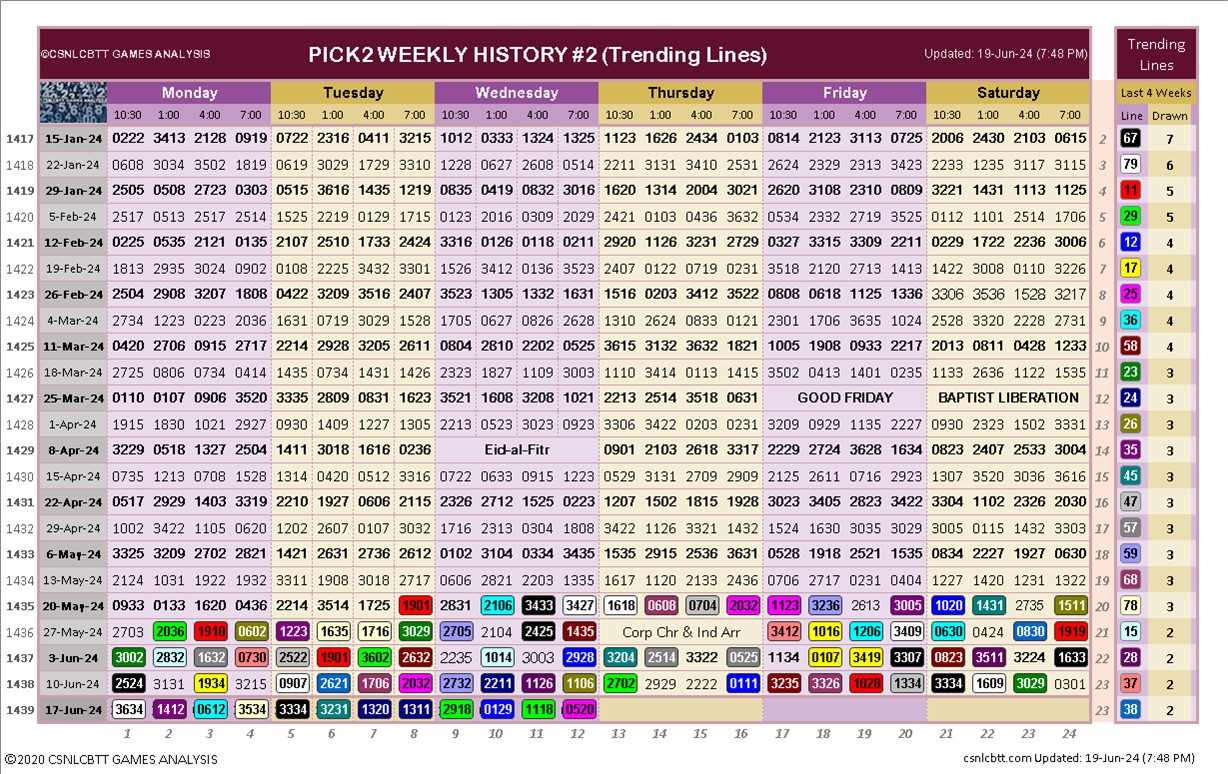 Trending
©CSNLCBTT GAMES ANALYSIS PICK2 WEEKLY HISTORY #2 (Trending Lines) Updated: 19-Jun-24 (7:48 PM) Lines
Monday Tuesday Wednesday Thursday Friday Saturday Last 4 Weeks
10:30 1:00 4:00 7:00 10:30 1:00 4:00 7:00 10:30 1:00 4:00 7:00 10:30 1:00 4:00 7:00 10:30 1:00 4:00 7:00 10:30 1:00 4:00 7:00 Line Drawn
1417 15-Jan-24 0222 3413 2128 0919 0722 2316 0411 3215 1012 0333 1324 1325 1123 1626 2434 0103 0814 2123 3113 0725 2006 2430 2103 0615 2 67 7
1418 22-Jan-24 0608 3034 3502 1819 0619 3029 1729 3310 1228 0627 2608 0514 2211 3131 3410 2531 2624 2329 2113 3423 2233 1235 3117 3115 3 79 6
1419 29-Jan-24 2505 0508 2723 0303 0515 3616 1435 1219 0835 0419 0832 3016 1620 1314 2004 3021 2620 3108 2310 0809 3221 1431 1113 1125 4 11 5
1420 5-Feb-24 2517 0513 2517 2514 1525 2219 0129 1715 0123 2016 0309 2029 2421 0103 0436 3632 0534 2332 2719 3525 0112 1101 2514 1706 5 29 5
1421 12-Feb-24 0225 0535 2121 0135 2107 2510 1733 2424 3316 0126 0118 0211 2920 1126 3231 2729 0327 3315 3309 2211 0229 1722 2236 3006 6 12 4
1422 19-Feb-24 1813 2935 3024 0902 0108 2225 3432 3301 1526 3412 0136 3523 2407 0122 0719 0231 3518 2120 2713 1413 1422 3008 0110 3226 7 17 4
1423 26-Feb-24 2504 2908 3207 1808 0422 3209 3516 2407 3523 1305 1332 1631 1516 0203 3412 3522 0808 0618 1125 1336 3306 3536 1528 3217 8 25 4
1424 4-Mar-24 2734 1223 0223 2036 1631 0719 3029 1523 1705 0627 0826 2628 1310 2624 0833 0121 2301 1706 3635 1024 2528 3320 2228 2731 9 36 4
1425 11-Mar-24 0420 2706 0915 2717 2214 2928 3205 2611 0804 2810 2202 0525 3615 3132 3632 1821 1005 1908 0933 2217 2013 0811 0428 1233 10 58 4
1426 18-Mar-24 2725 0806 0734 0414 1435 0734 1431 1426 2323 1827 1109 3003 1110 3414 0113 1415 3502 0413 1401 0235 1133 2636 1122 1535 11 23 3
1427 25-Mar-24 0110 0107 0906 3520 3335 2809 0831 1623 3521 1608 3208 1021 2213 2514 3518 0631 GOOD FRIDAY BAPTIST LIBERATION 12 24 3
1428 1-Apr-24 1915 1830 1021 2927 0930 1409 1227 1305 2213 0523 3023 0923 3306 3422 0203 0231 3209 0929 1135 2227 0930 2323 1502 3331 13 26 3
1429 8-Apr-24 3229 0518 1327 2504 1411 3018 1616 0233 Eid-al-Fitr 0901 2103 2618 3317 2229 2724 3628 1634 0823 2407 2533 3004 14 35 3
1430 15-Apr-24 0735 1213 0708 1528 1314 0420 0512 3316 0722 0633 0915 1223 0529 3131 2709 2909 2125 2611 0716 2923 1307 3520 3036 3616 15 45 3
1431 22-Apr-24 0517 2929 1403 3319 2210 1927 0606 2115 2326 2712 1525 0223 1207 1502 1815 1928 3023 3405 2823 3422 3304 1102 2326 2030 16 47 3
1432 29-Apr-24 1002 3422 1105 0620 1202 2607 0107 3032 1716 2313 0304 1808 3422 1126 3321 1432 1524 1630 3035 3029 3005 0115 1432 3303 17 57 3
1433 6-May-24 3325 3209 2702 2821 1421 2631 2736 2612 0102 3104 0334 3435 1535 2915 2536 3631 0528 1918 2521 1535 0834 2227 1927 0630 18 59 3
1434 13-May-24 2124 1031 1922 1932 3311 1908 3018 2717 0606 2821 2203 1335 1617 1120 2133 2436 0706 2717 0231 0404 1227 1420 1231 1322 19 68 3
1435 20-May-24 0933 0133 1620 0436 2214 3514 1725 1901 2831 2106 3433 3427 1618 0608 0704 2032 1123 3236 2613 3005 1020 1431 2735 1511 20 78 3
1436 27-May-24 2703 2036 1910 0602 1223 1635 1716 3029 2705 2104 2425 1435 Corp Chr & Ind Arr 3412 1016 1206 3409 0630 0424 0830 1919 21 15 2
1437 3-Jun-24 3002 2832 1632 0730 2522 1901 3602 2632 2235 1014 3003 2928 3204 2514 3322 0525 1134 0107 3419 3307 0823 3511 3224 1633 22 28 2
1438 10-Jun-24 2524 3131 1934 3215 0907 2621 1706 2032 2732 2211 1126 1106 2702 2929 2222 0111 3235 3326 1028 1334 3334 1609 3029 0301 23 37 2
1439 17-Jun-24 3634 1412 0612 3534 3334 3231 1320 1311 2918 0129 1118 0520 23 38 2
1 2 3 4 5 6 7 8 9 10 11 12 13 14 15 16 17 18 19 20 21 22 23 24
©2020 CSNLCBTT GAMES ANALYSIS csnlcbtt.com Updated: 19-Jun-24 (7:48 PM)